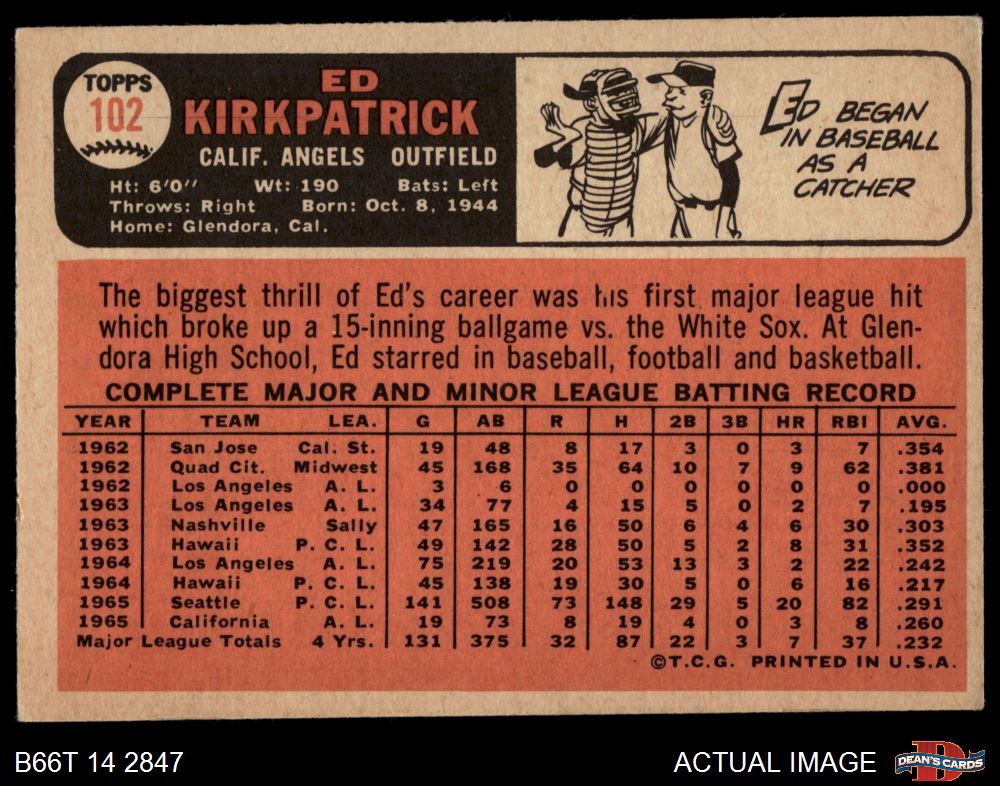 TOPPS
102
ED
KIRKPATRICK
CALIF. ANGELS OUTFIELD
Ht: 6'0" Wt: 190 Bats: Left
Throws: Right Born: Oct. 8, 1944
Home: Glendora, Cal.
ED BEGAN
IN BASEBALL
AS A
CATCHER
The biggest thrill of Ed's career was his first major league hit
which broke up a 15-inning ballgame vs. the White Sox. At Glen-
dora High School, Ed starred in baseball, football and basketball.
COMPLETE MAJOR AND MINOR LEAGUE BATTING RECORD
YEAR TEAM LEA. G AB R H 2B 3B HR RBI AVG.
1962 San Jose Cal. St. 19 48 8 17 3 0 3 7 .354
1962 Quad Cit. Midwest 45 168 35 64 10 7 9 62 .381
1962 Los Angeles A. L. 3 6 0 0 0 0 0 0 .000
1963 Los Angeles A. L. 34 77 4 15 5 0 2 7 .195
1963 Nashville Sally 47 165 16 50 6 4 6 30 .303
1963 Hawaii P. C. L. 49 142 28 50 5 2 8 31 .352
1964 Los Angeles A. L. 75 219 20 53 13 3 2 22 .242
1964 Hawaii P. C. L. 45 138 19 30 5 0 6 16 .217
1965 Seattle P. C. L. 141 508 73 148 29 5 20 82 .291
1965 California A. L. 19 73 8 19 4 0 3 8 .260
Major League Totals 4 Yrs. 131 375 32 87 22 3 7 37 .232
©T.C.G. PRINTED IN U.S.A.
B66T 14 2847 ACTUAL IMAGE
DEAN'S CARDS